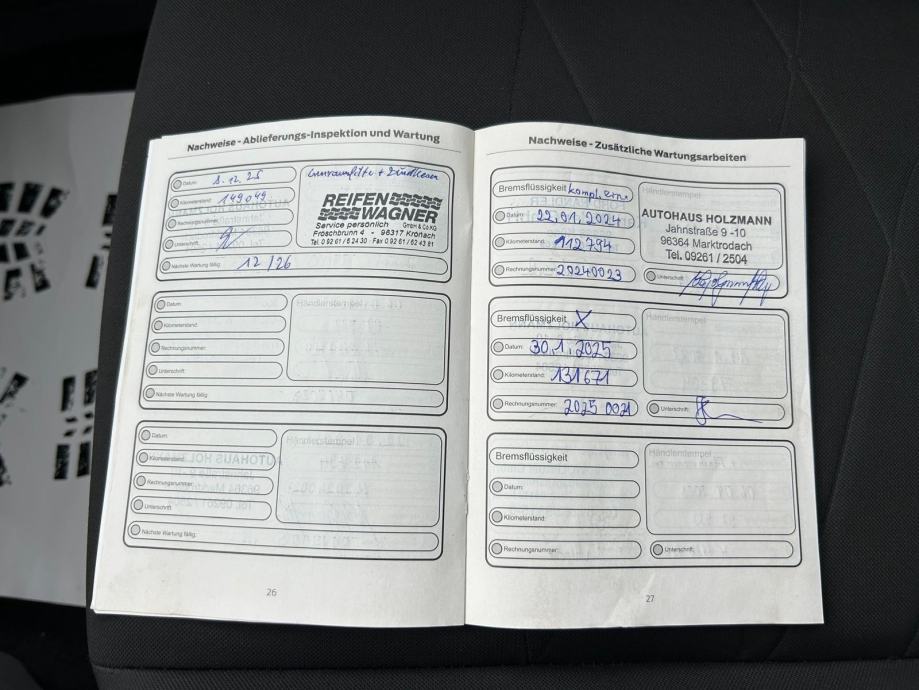 Nachweise - Ablieferungs-Inspektion und Wartung
Datum: 8.12.25
Kilometerstand: 149049
Rechnungsnummer:
Unterschrift:
Nächste Wartung fällig: 12/26
REIFEN
WAGNER
Service persönlich GmbH & Co.KG
Froschbrunn 4 - 96317 Kronach
Tel. 0 92 61 / 6 24 30 · Fax 0 92 61 / 62 43 81
Datum:
Kilometerstand:
Rechnungsnummer:
Unterschrift:
Nächste Wartung fällig:
Händlerstempel
Datum:
Kilometerstand:
Rechnungsnummer:
Unterschrift:
Nächste Wartung fällig:
Händlerstempel
26
Nachweise - Zusätzliche Wartungsarbeiten
Bremsflüssigkeit
Datum: 22.01.2024
Kilometerstand: 112794
Rechnungsnummer: 20240023
Händlerstempel
AUTOHAUS HOLZMANN
Jahnstraße 9 -10
96364 Marktrodach
Tel. 09261 / 2504
Unterschrift:
Bremsflüssigkeit X
Datum: 30.1.2025
Kilometerstand: 131671
Rechnungsnummer: 2025 0021
Händlerstempel
Unterschrift:
Bremsflüssigkeit
Datum:
Kilometerstand:
Rechnungsnummer:
Händlerstempel
Unterschrift:
27